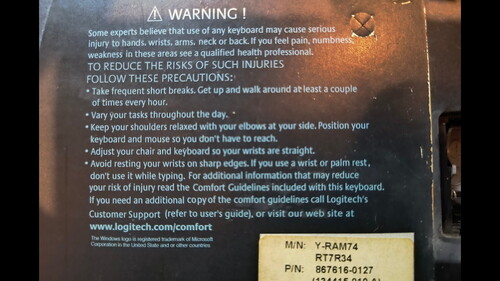 WARNING !
Some experts believe that use of any keyboard may cause serious
injury to hands, wrists, arms, neck or back. If you feel pain, numbness,
weakness in these areas see a qualified health professional.
TO REDUCE THE RISKS OF SUCH INJURIES
FOLLOW THESE PRECAUTIONS:
• Take frequent short breaks. Get up and walk around at least a couple
of times every hour.
• Vary your tasks throughout the day.
• Keep your shoulders relaxed with your elbows at your side. Position your
keyboard and mouse so you don't have to reach.
• Adjust your chair and keyboard so your wrists are straight.
• Avoid resting your wrists on sharp edges. If you use a wrist or palm rest,
don't use it while typing. For additional information that may reduce
your risk of injury read the Comfort Guidelines included with this keyboard.
If you need an additional copy of the comfort guidelines call Logitech's
Customer Support (refer to user's guide), or visit our web site at
www.logitech.com/comfort
The Windows logo is registered trademark of Microsoft
Corporation in the United States and or other countries
M/N: Y-RAM74
RT7R34
P/N: 867616-0127